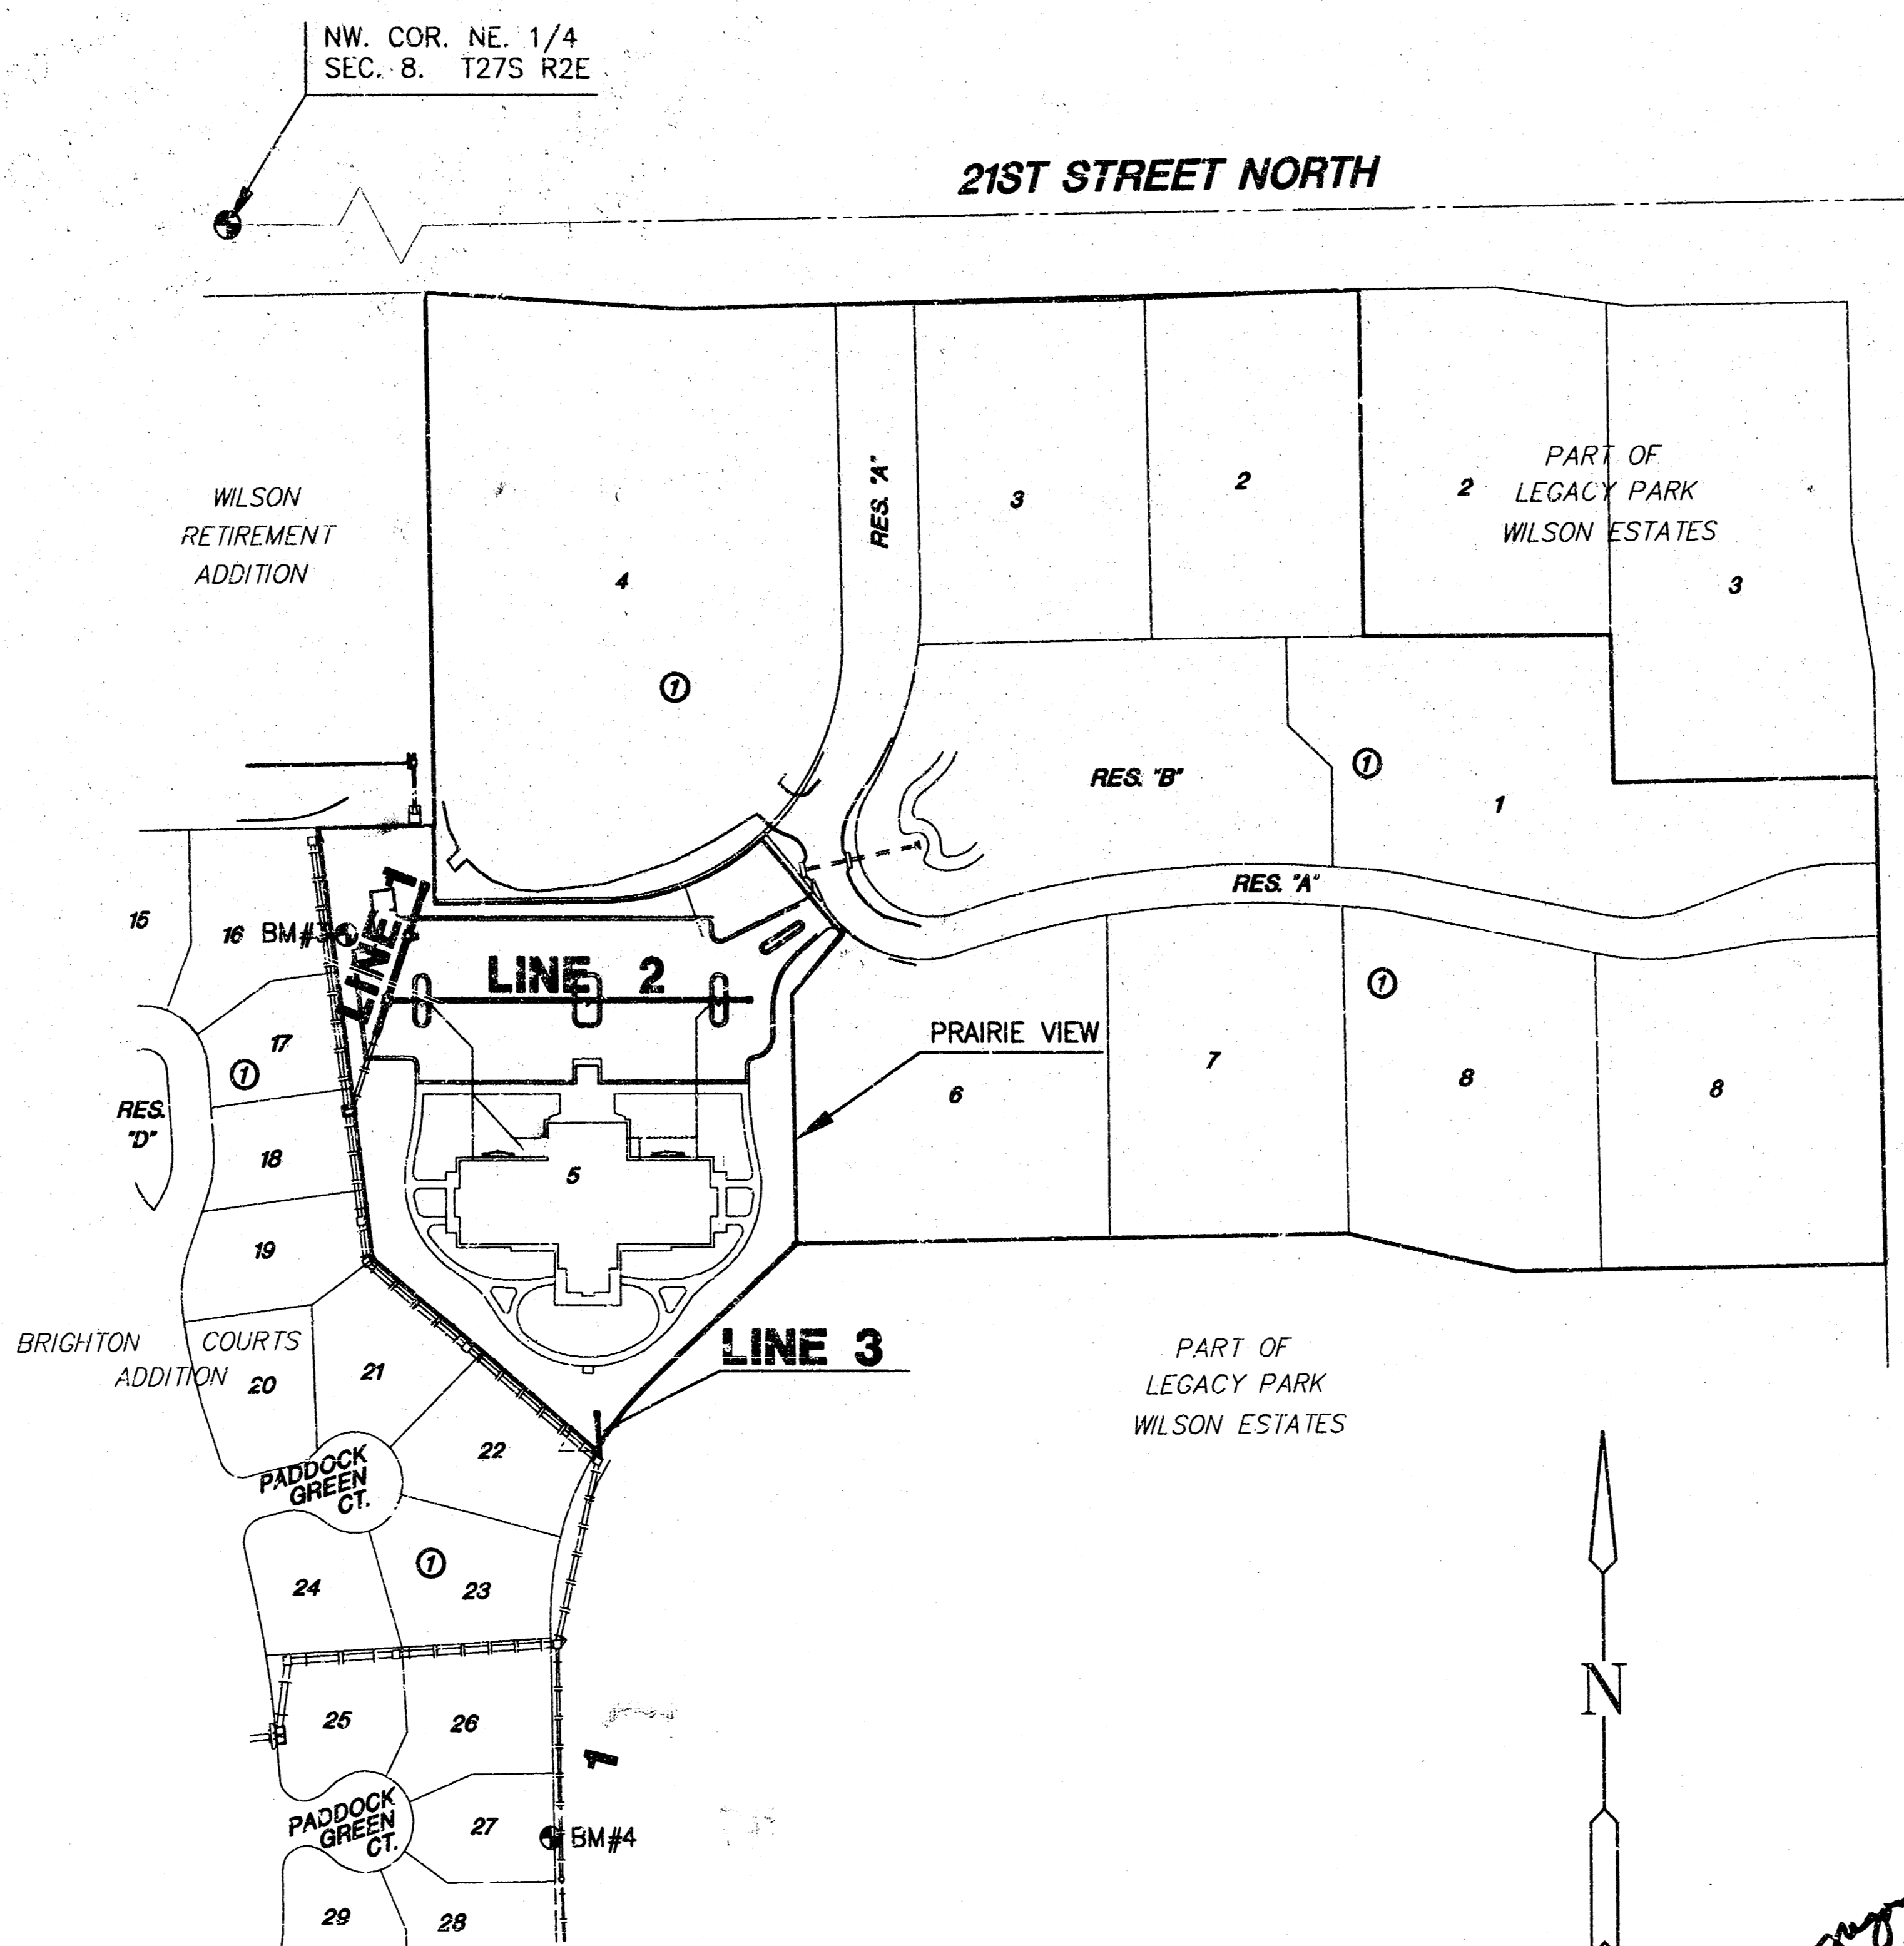 NW. COR. NE. 1/4
SEC. 8. T27S R2E
21ST STREET NORTH
WILSON
RETIREMENT
ADDITION
4
1
RES. "A"
3
2
2
PART OF
LEGACY PARK
WILSON ESTATES
3
RES. "B"
1
1
RES. "A"
15
16
BM#
LINE 1
LINE 2
17
1
RES.
"D"
18
19
PRAIRIE VIEW
5
6
7
1
8
8
BRIGHTON COURTS
ADDITION
20
21
LINE 3
PART OF
LEGACY PARK
WILSON ESTATES
22
PADDOCK
GREEN
CT.
24
1
23
25
26
1
PADDOCK
GREEN
CT.
27
BM#4
29
28
N